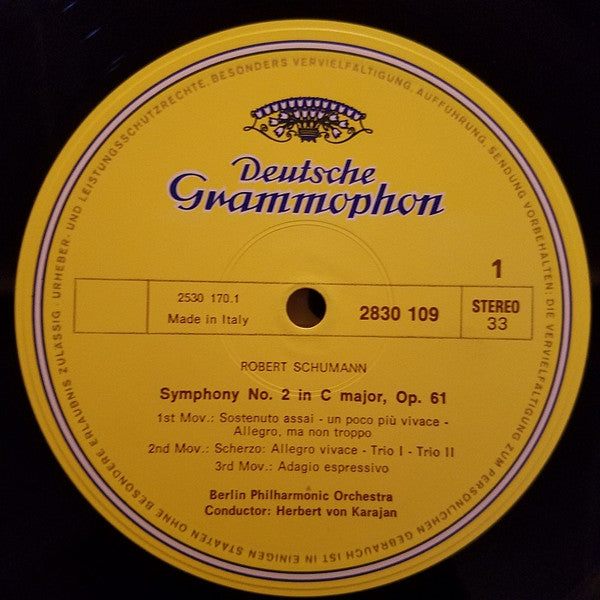 URHEBER- UND LEISTUNGSSCHUTZRECHTE, BESONDERS VERVIELFÄLTIGUNG, AUFFÜHRUNG, SENDUNG VORBEHALTEN. DIE VERVIELFÄLTIGUNG ZUM PERSÖNLICHEN GEBRAUCH IST IN EINIGEN STAATEN OHNE BESONDERE ERLAUBNIS ZULÄSSIG
Deutsche
Grammophon
1
2530 170.1
Made in Italy
2830 109
STEREO
33
ROBERT SCHUMANN
Symphony No. 2 in C major, Op. 61
1st Mov.: Sostenuto assai - un poco più vivace -
Allegro, ma non troppo
2nd Mov.: Scherzo: Allegro vivace - Trio I - Trio II
3rd Mov.: Adagio espressivo
Berlin Philharmonic Orchestra
Conductor: Herbert von Karajan